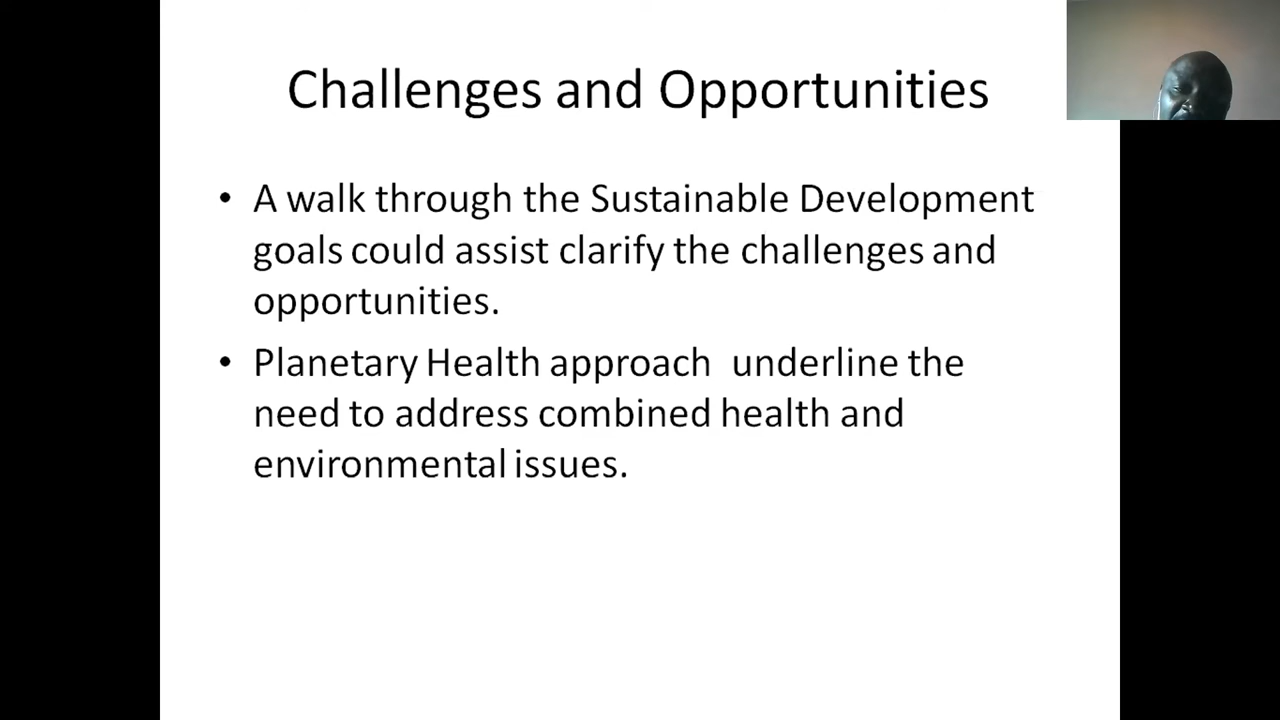 Challenges and Opportunities
• A walk through the Sustainable Development
goals could assist clarify the challenges and
opportunities.
• Planetary Health approach  underline the
need to address combined health and
environmental issues.